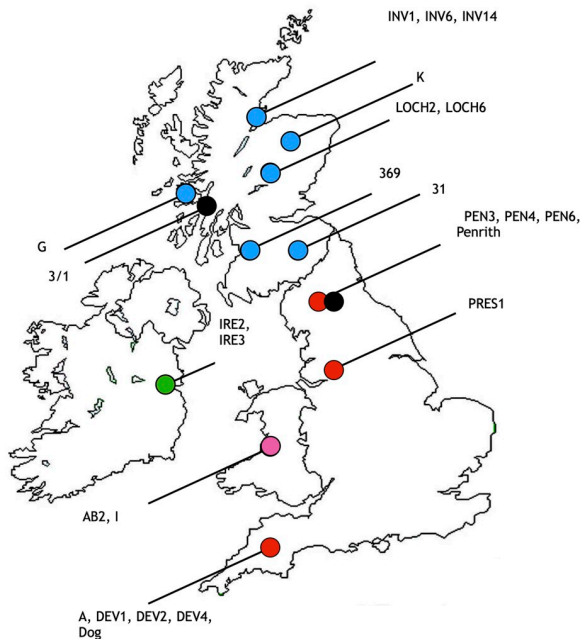 INV1, INV6, INV14
K
LOCH2, LOCH6
369
31
PEN3, PEN4, PEN6,
Penrith
G
3/1
PRES1
IRE2,
IRE3
AB2, I
A, DEV1, DEV2, DEV4,
Dog